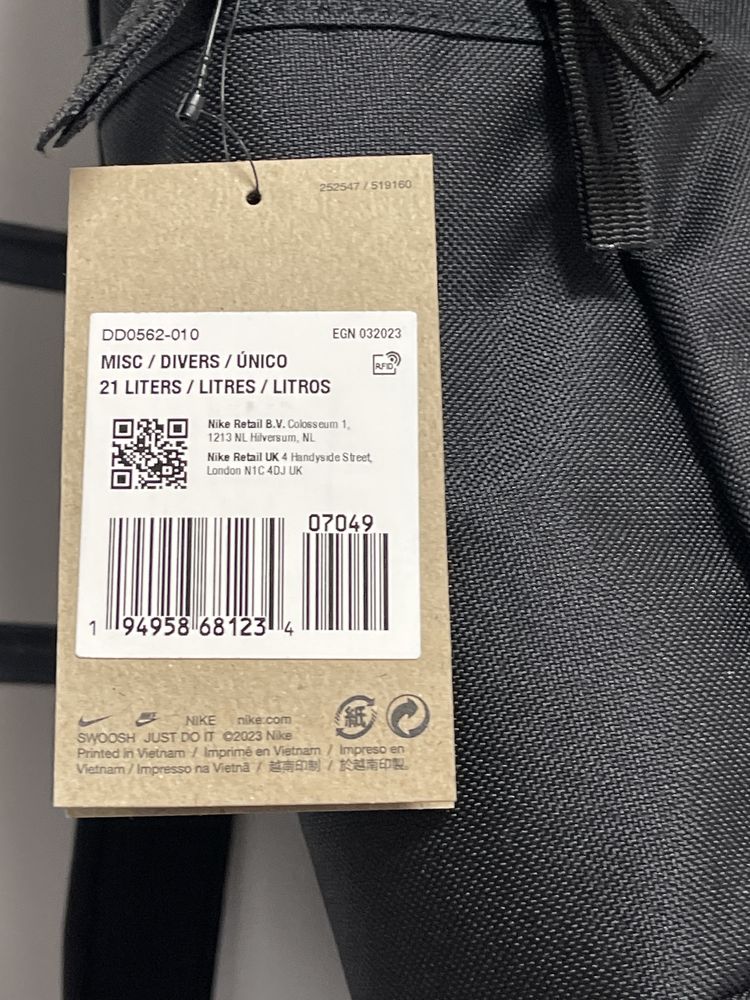 252547 / 519160
DD0562-010
EGN 032023
MISC / DIVERS / ÚNICO
RFID
21 LITERS / LITRES / LITROS
Nike Retail B.V. Colosseum 1,
1213 NL Hilversum, NL
Nike Retail UK 4 Handyside Street,
London N1C 4DJ UK
07049
1 94958 68123 4
NIKE nike.com
紙
SWOOSH JUST DO IT ©2023 Nike
Printed in Vietnam / Imprimé en Vietnam / Impreso en
Vietnam / Impresso na Vietnã / 越南印制 / 於越南印製。